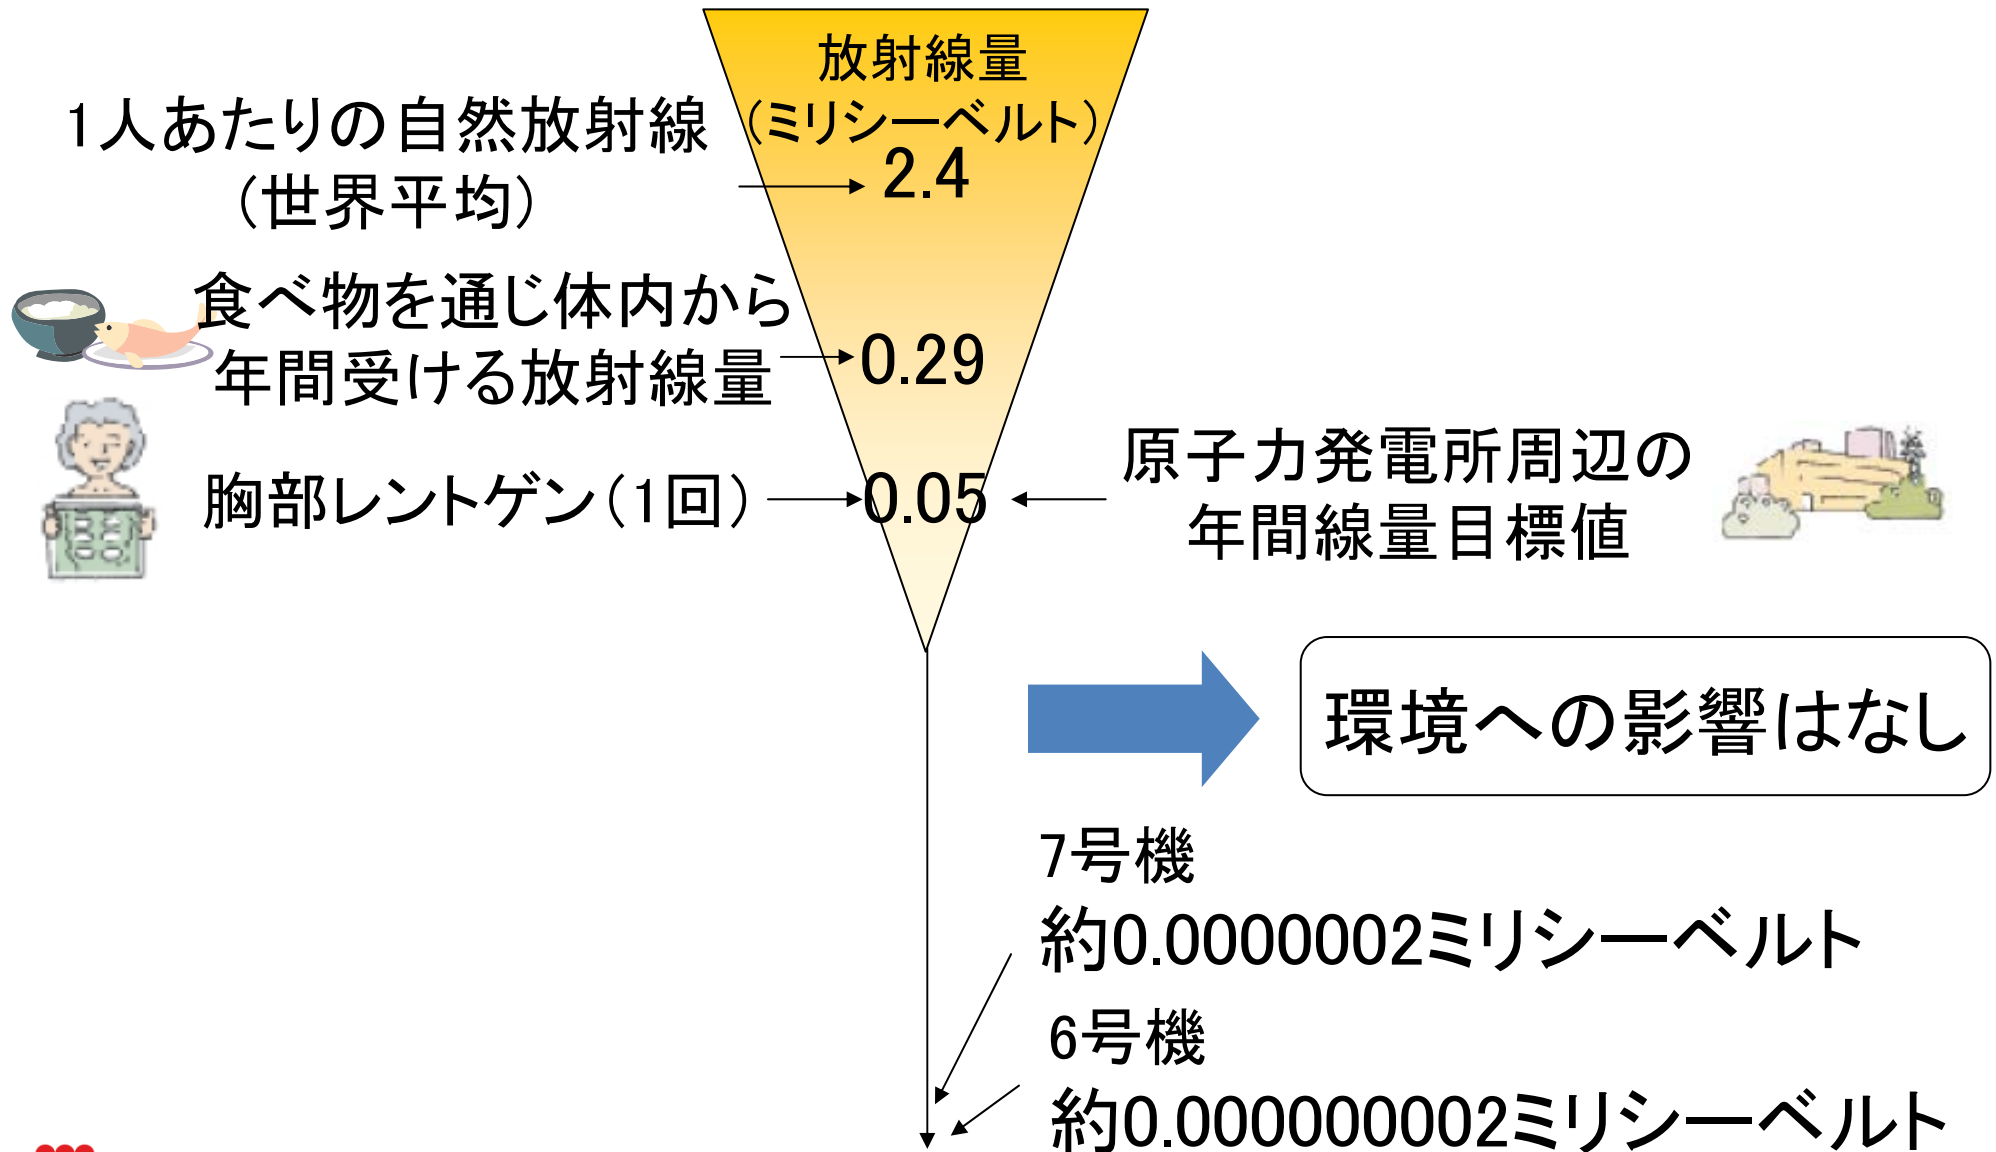 放射線量
(ミリシーベルト)
1人あたりの自然放射線
(世界平均)
2.4
食べ物を通じ体内から
年間受ける放射線量
0.29
胸部レントゲン(1回)
0.05
原子力発電所周辺の
年間線量目標値
環境への影響はなし
7号機
約0.0000002ミリシーベルト
6号機
約0.000000002ミリシーベルト